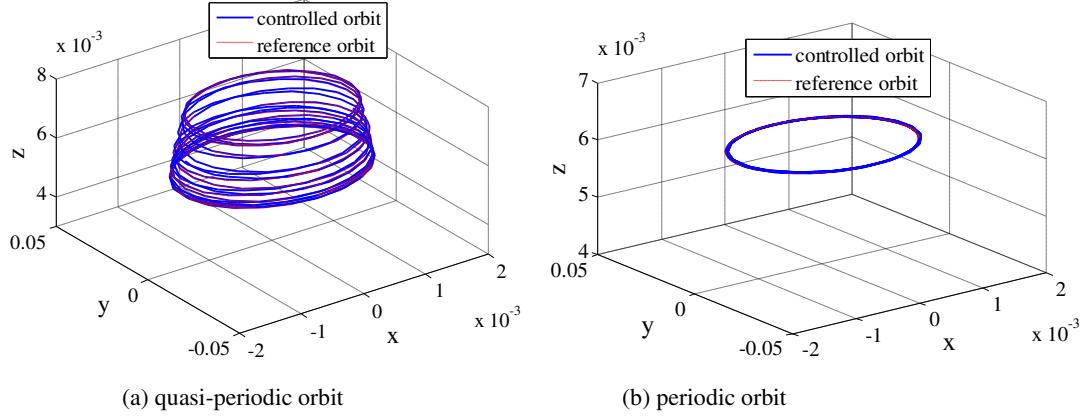 controlled orbit
reference orbit
x 10⁻³
8
6
4
z
0.05
0
-0.05
y
-2
-1
0
1
2
x
x 10⁻³
(a) quasi-periodic orbit
controlled orbit
reference orbit
x 10⁻³
7
6
5
4
z
0.05
0
-0.05
y
-2
-1
0
1
2
x
x 10⁻³
(b) periodic orbit